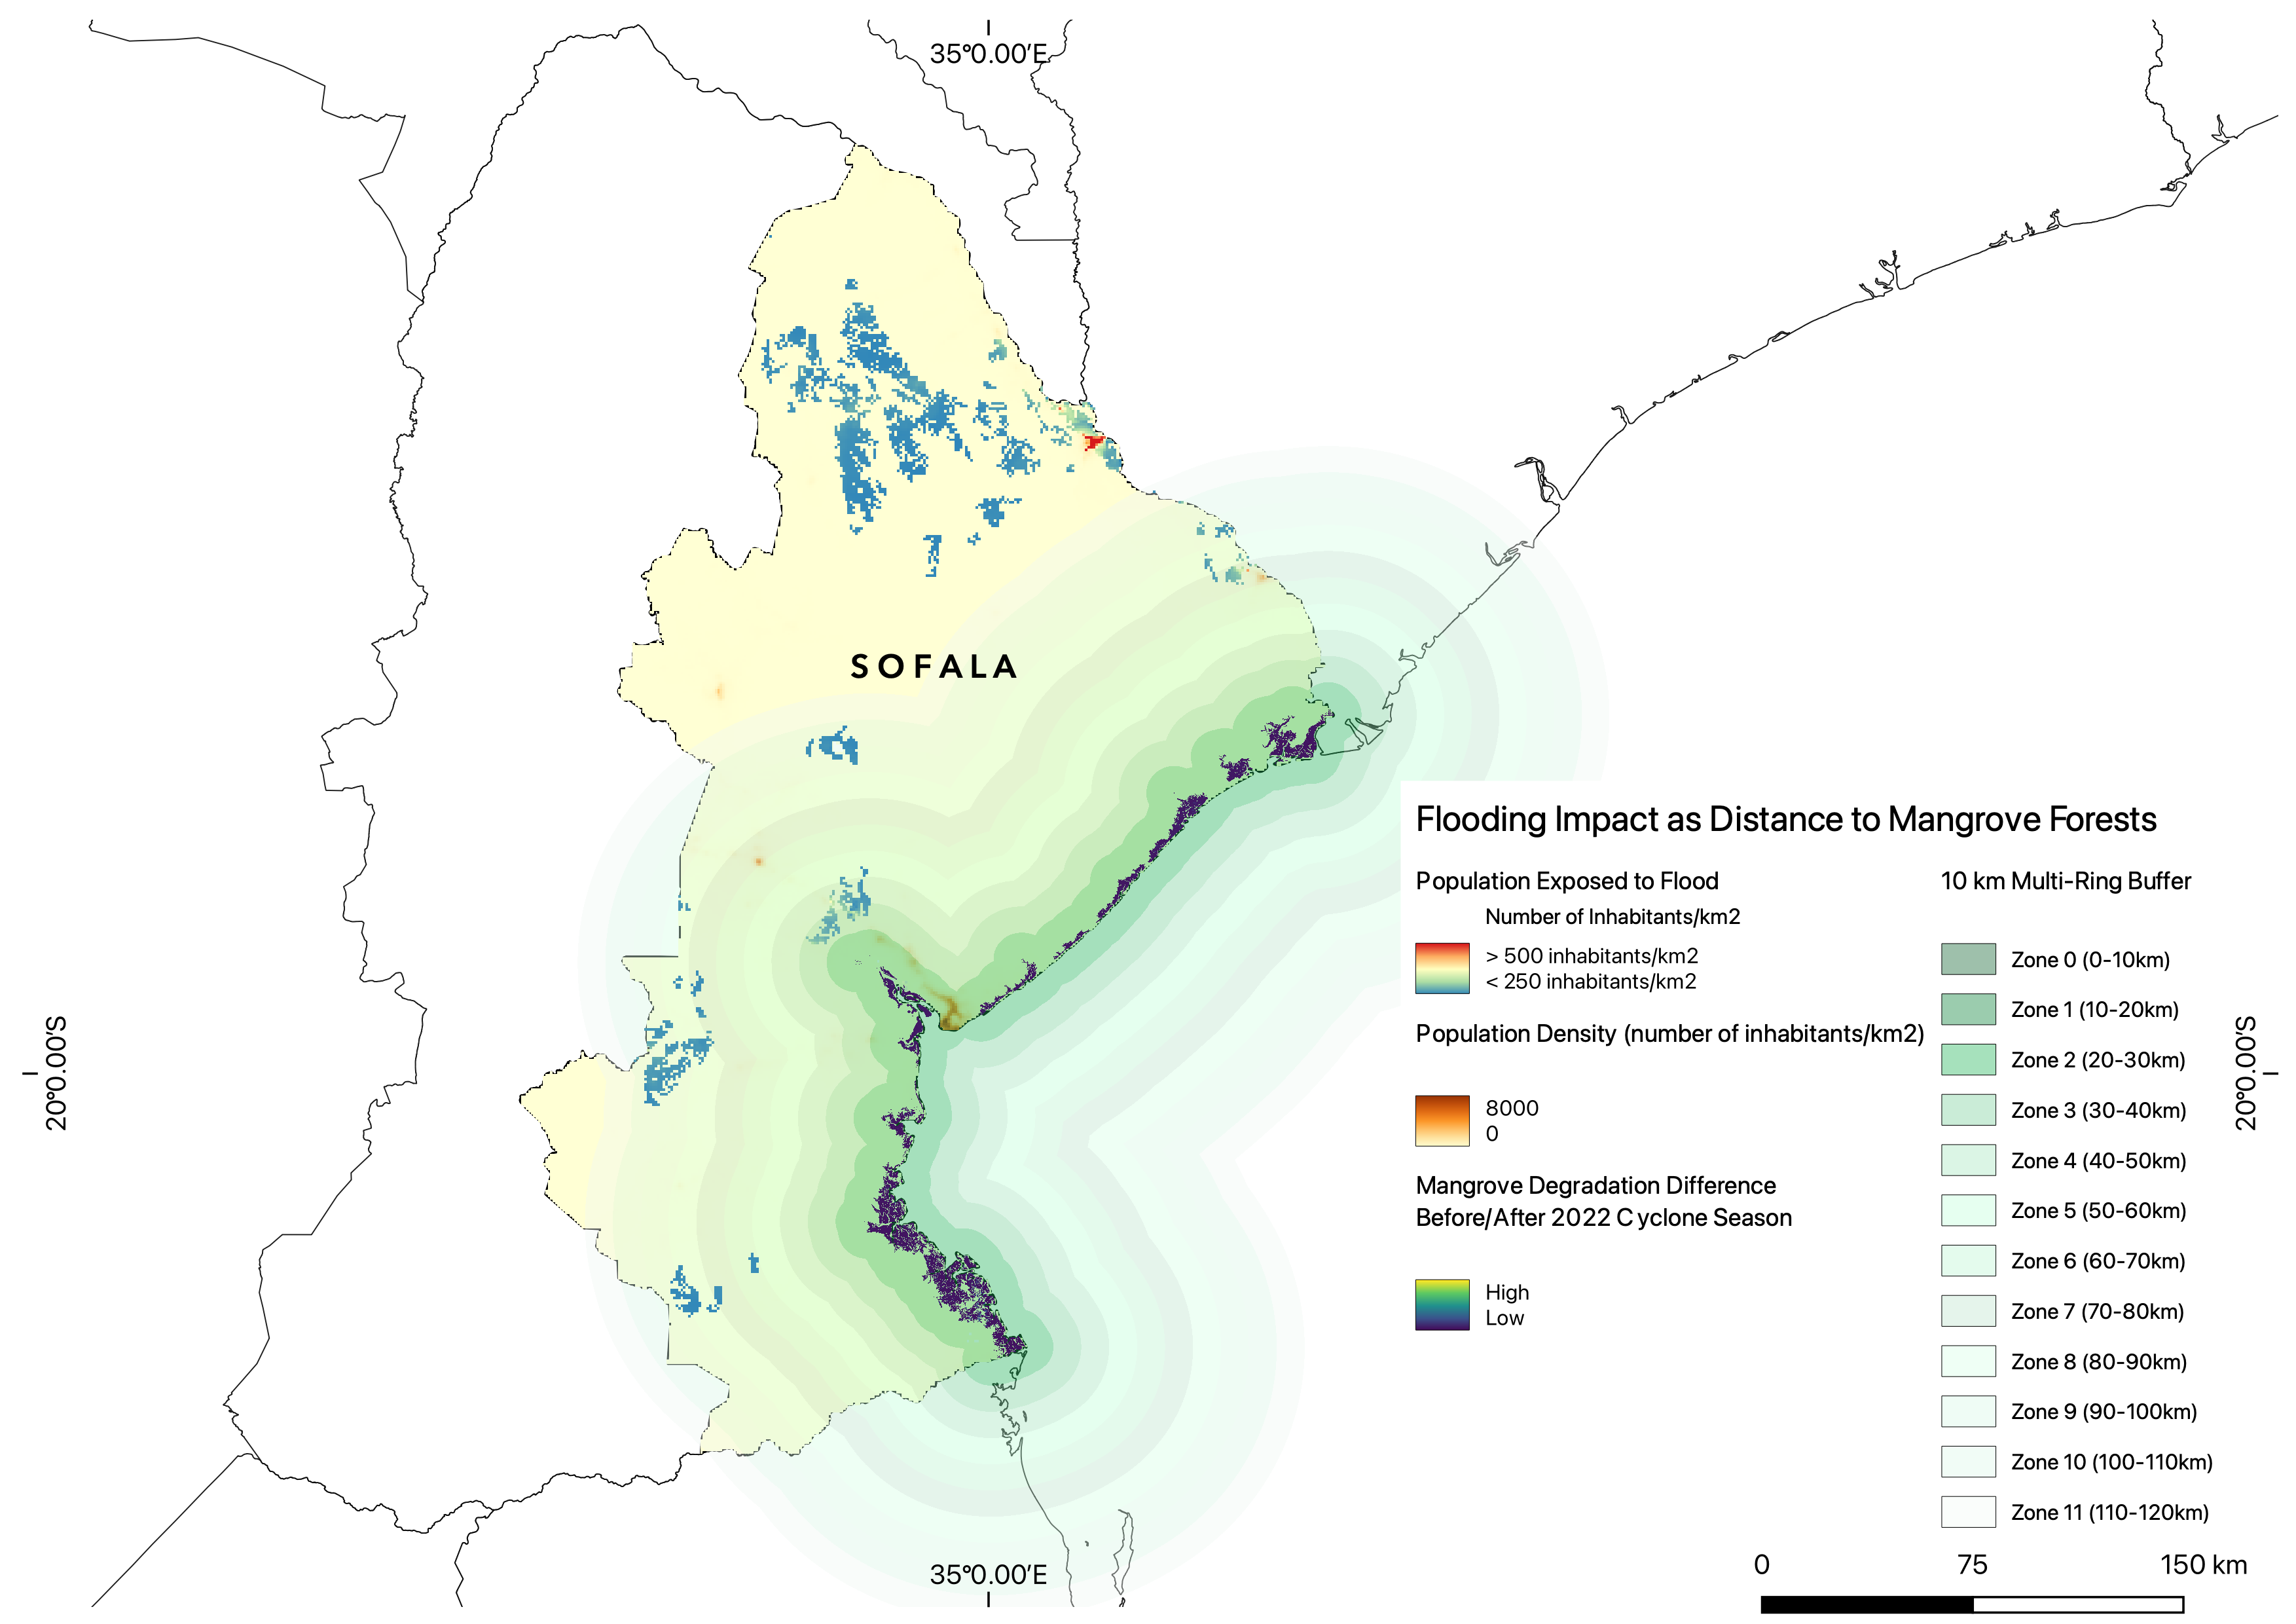 35°0.00'E
SOFALA
Flooding Impact as Distance to Mangrove Forests
Population Exposed to Flood
Number of Inhabitants/km2
> 500 inhabitants/km2
< 250 inhabitants/km2
Population Density (number of inhabitants/km2)
8000
0
Mangrove Degradation Difference
Before/After 2022 Cyclone Season
High
Low
10 km Multi-Ring Buffer
Zone 0 (0-10km)
Zone 1 (10-20km)
Zone 2 (20-30km)
Zone 3 (30-40km)
Zone 4 (40-50km)
Zone 5 (50-60km)
Zone 6 (60-70km)
Zone 7 (70-80km)
Zone 8 (80-90km)
Zone 9 (90-100km)
Zone 10 (100-110km)
Zone 11 (110-120km)
20°0.00'S
20°0.00'S
35°0.00'E
0 75 150 km